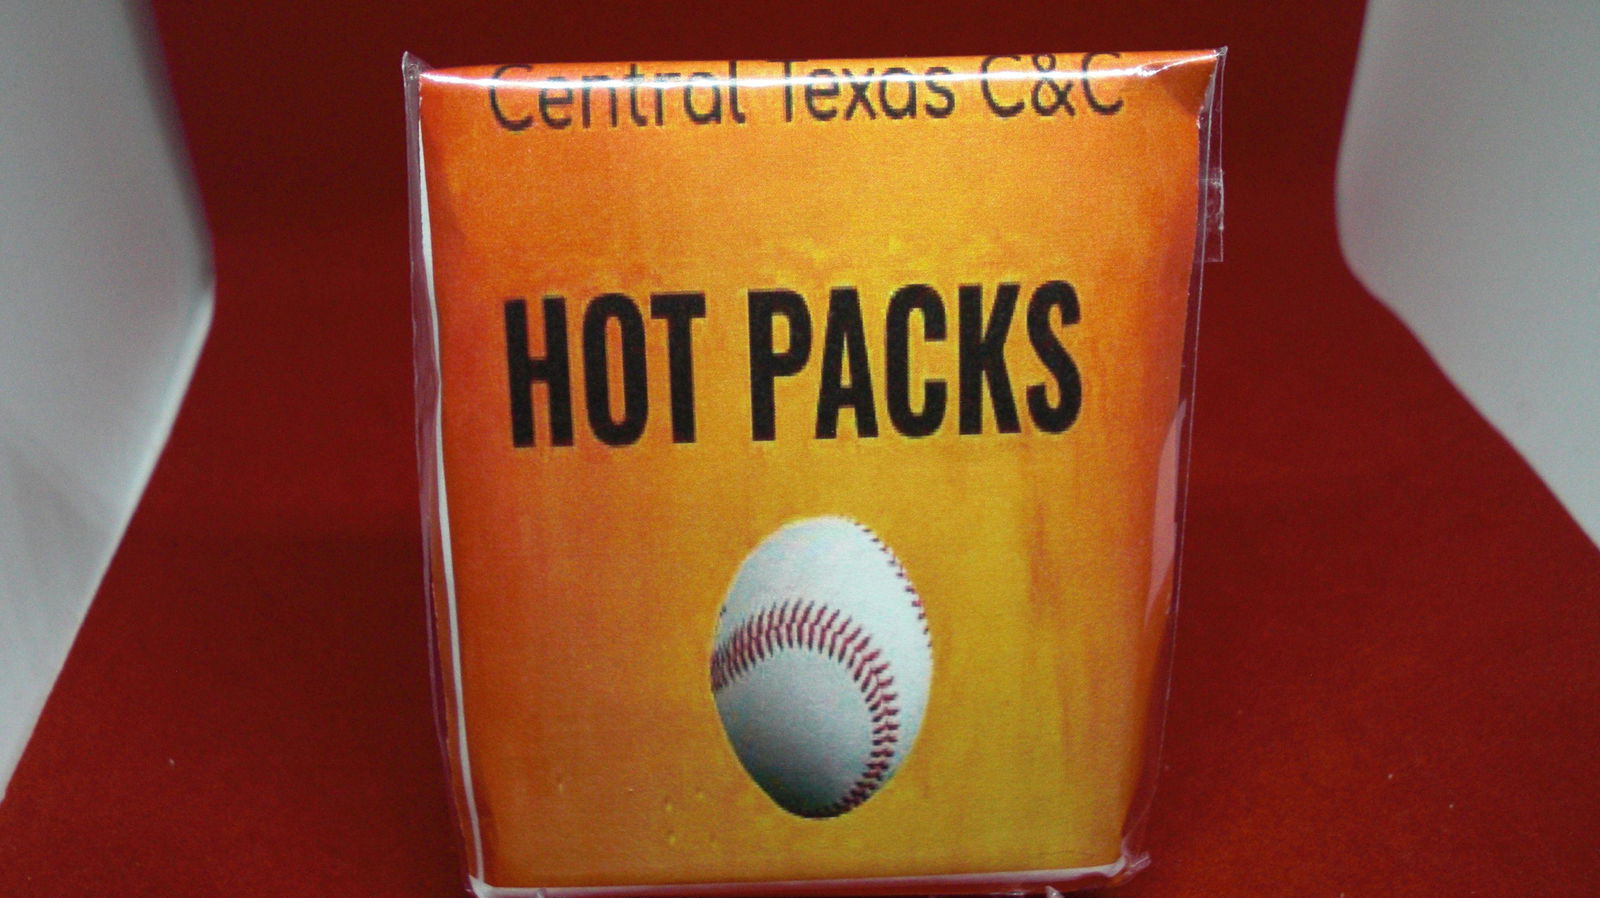 Central Texas C&C
HOT PACKS